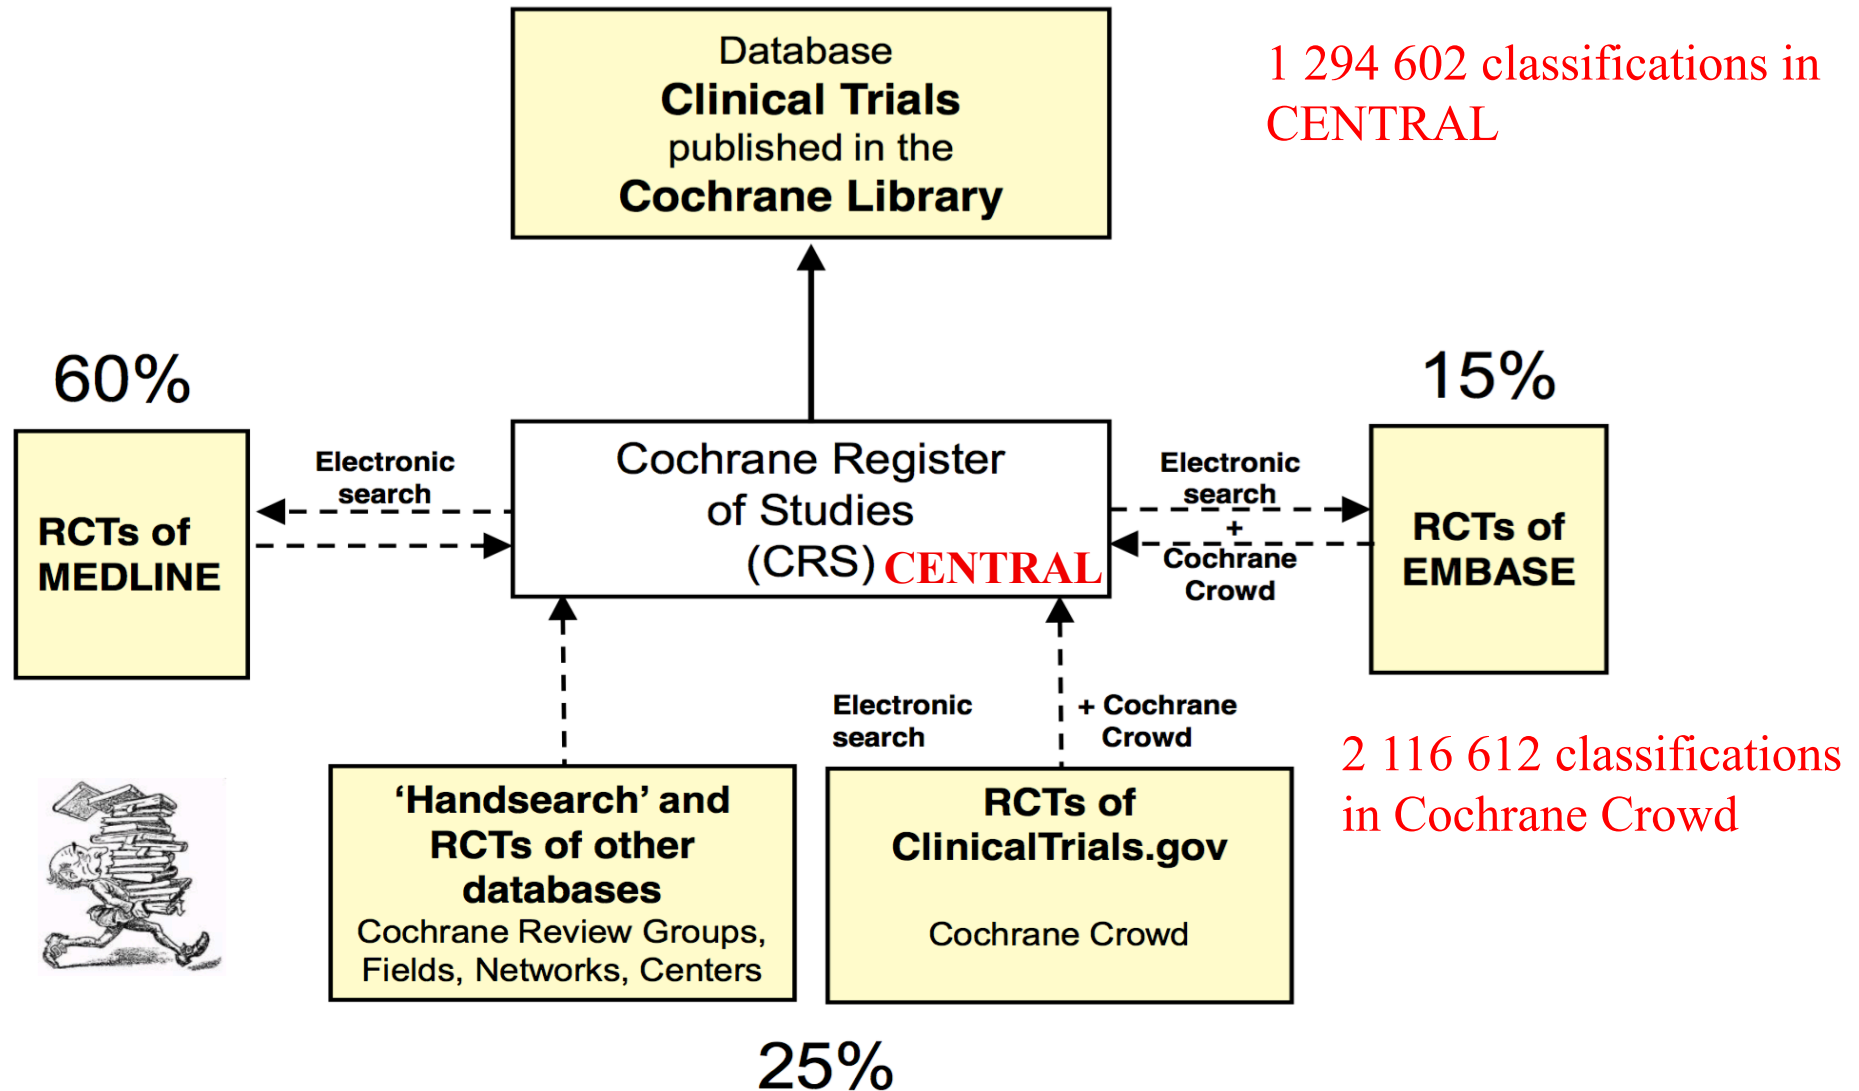 Database
Clinical Trials
published in the
Cochrane Library
1 294 602 classifications in
CENTRAL
60%
15%
RCTs of
MEDLINE
Electronic
search
Cochrane Register
of Studies
(CRS) CENTRAL
Electronic
search
+
Cochrane
Crowd
RCTs of
EMBASE
Electronic
search
+ Cochrane
Crowd
2 116 612 classifications
in Cochrane Crowd
‘Handsearch’ and
RCTs of other
databases
Cochrane Review Groups,
Fields, Networks, Centers
RCTs of
ClinicalTrials.gov
Cochrane Crowd
25%